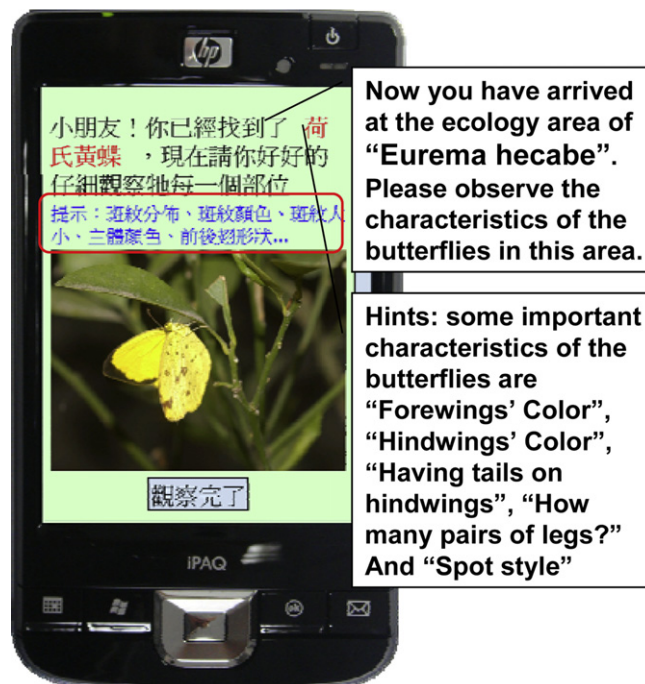 hp
小朋友！你已經找到了 荷
氏黃蝶 ，現在請你好好的
仔細觀察牠每一個部位
提示：斑紋分佈、斑紋顏色、斑紋大
小、主體顏色、前後翅形狀...
觀察完了
iPAQ
ok
Now you have arrived
at the ecology area of
“Eurema hecabe”.
Please observe the
characteristics of the
butterflies in this area.
Hints: some important
characteristics of the
butterflies are
“Forewings’ Color”,
“Hindwings’ Color”,
“Having tails on
hindwings”, “How
many pairs of legs?”
And “Spot style”